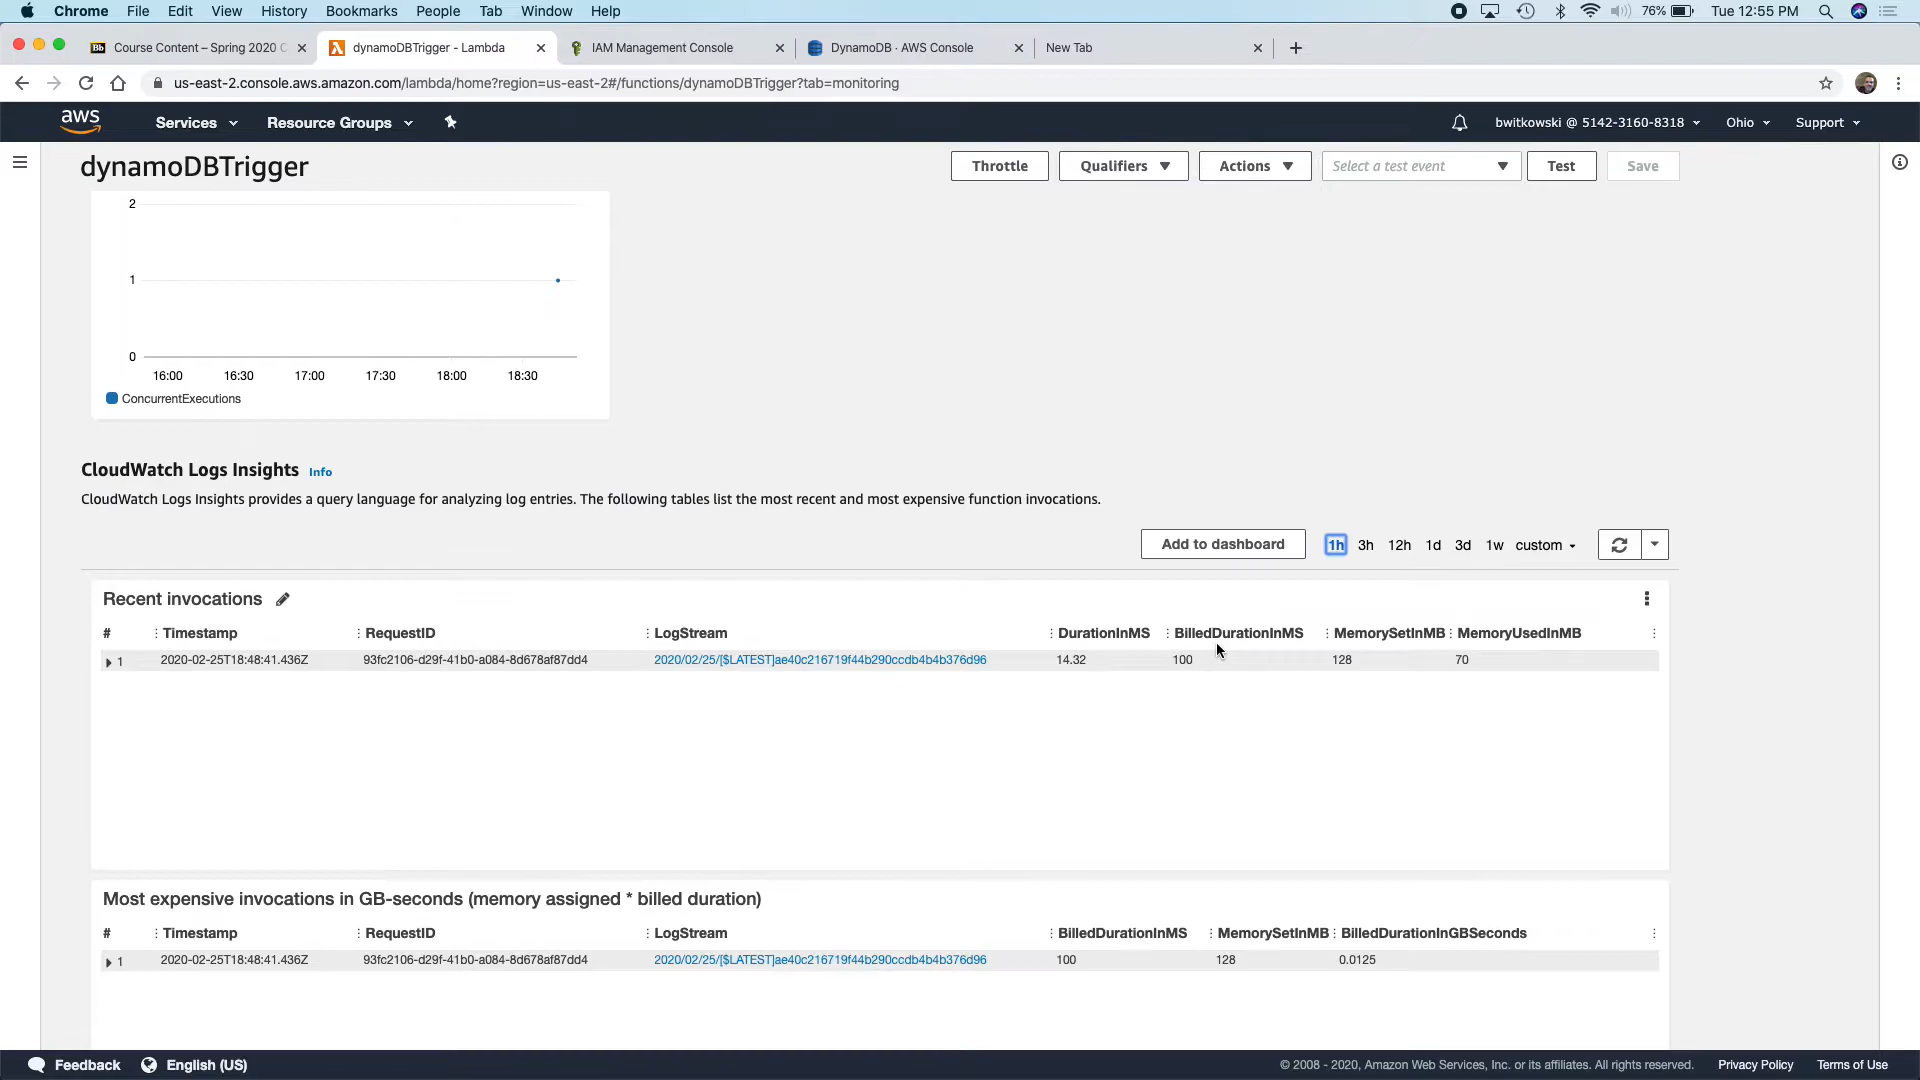 Chrome File Edit View History Bookmarks People Tab Window Help 76% Tue 12:55 PM
Bb Course Content – Spring 2020 C dynamoDBTrigger - Lambda IAM Management Console DynamoDB · AWS Console New Tab
us-east-2.console.aws.amazon.com/lambda/home?region=us-east-2#/functions/dynamoDBTrigger?tab=monitoring
aws Services Resource Groups bwitkowski @ 5142-3160-8318 Ohio Support
dynamoDBTrigger Throttle Qualifiers Actions Select a test event Test Save
2
1
0
16:00 16:30 17:00 17:30 18:00 18:30
ConcurrentExecutions
CloudWatch Logs Insights Info
CloudWatch Logs Insights provides a query language for analyzing log entries. The following tables list the most recent and most expensive function invocations.
Add to dashboard 1h 3h 12h 1d 3d 1w custom
Recent invocations
# Timestamp RequestID LogStream DurationInMS BilledDurationInMS MemorySetInMB MemoryUsedInMB
1 2020-02-25T18:48:41.436Z 93fc2106-d29f-41b0-a084-8d678af87dd4 2020/02/25/[$LATEST]ae40c216719f44b290ccdb4b4b376d96 14.32 100 128 70
Most expensive invocations in GB-seconds (memory assigned * billed duration)
# Timestamp RequestID LogStream BilledDurationInMS MemorySetInMB BilledDurationInGBSeconds
1 2020-02-25T18:48:41.436Z 93fc2106-d29f-41b0-a084-8d678af87dd4 2020/02/25/[$LATEST]ae40c216719f44b290ccdb4b4b376d96 100 128 0.0125
Feedback English (US) © 2008 - 2020, Amazon Web Services, Inc. or its affiliates. All rights reserved. Privacy Policy Terms of Use